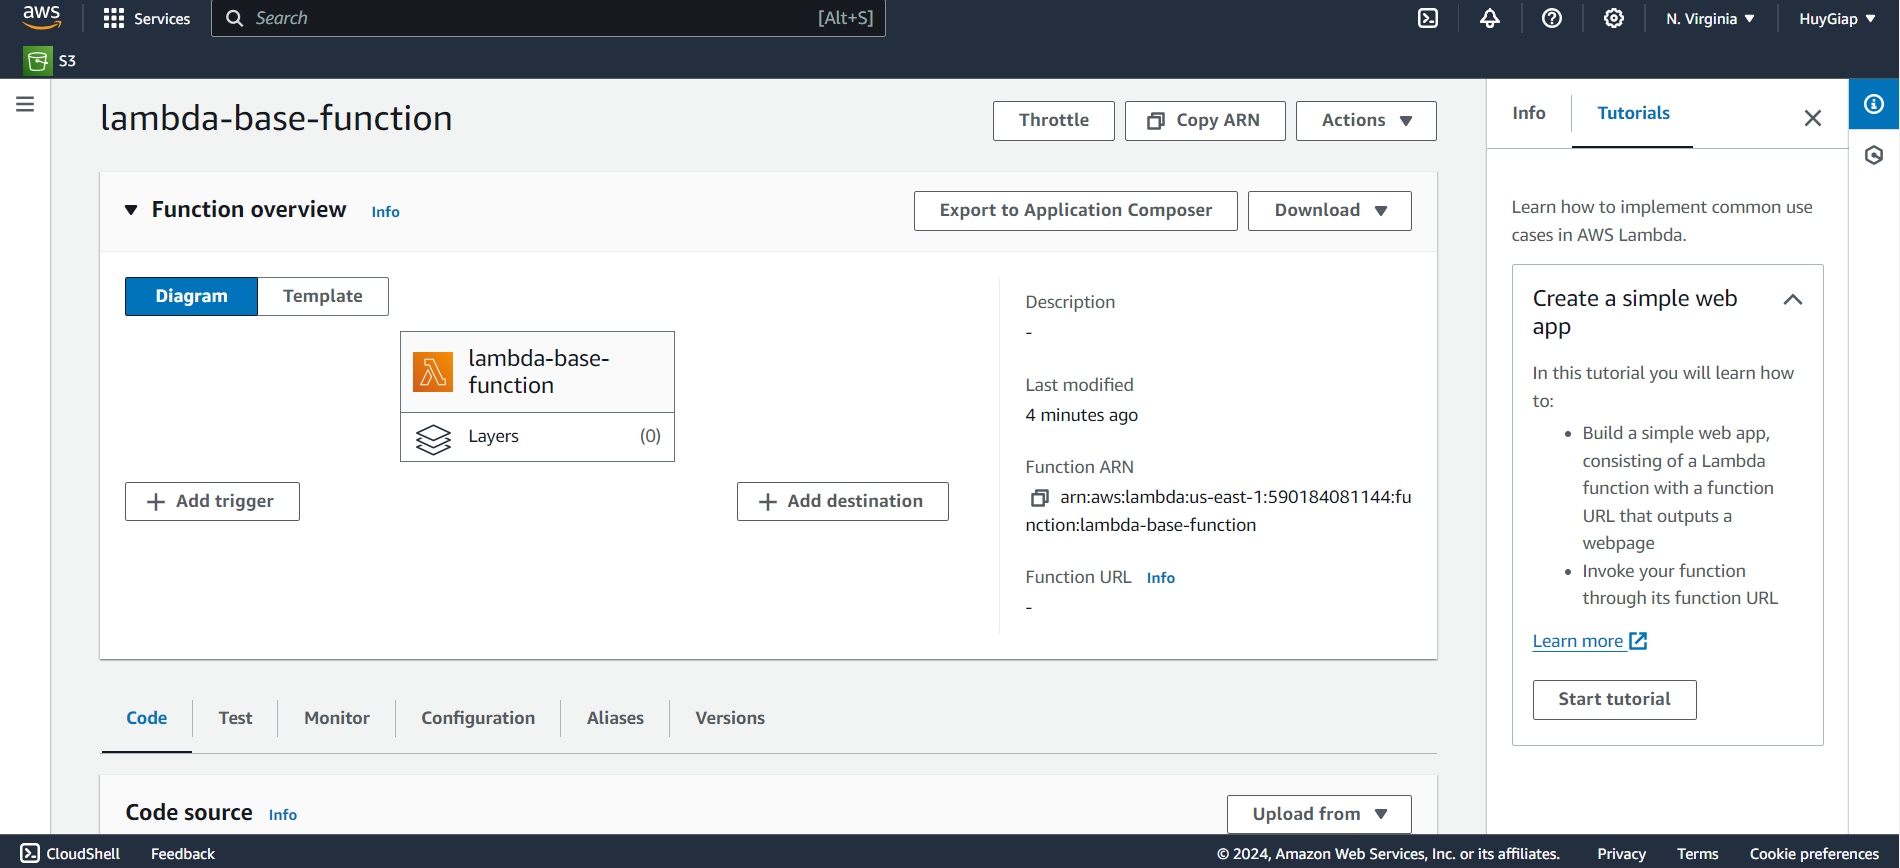 aws
Services
Search
[Alt+S]
N. Virginia
HuyGiap
S3
lambda-base-function
Throttle
Copy ARN
Actions
Function overview
Info
Export to Application Composer
Download
Diagram
Template
lambda-base-
function
Layers
(0)
Add trigger
Add destination
Description
-
Last modified
4 minutes ago
Function ARN
arn:aws:lambda:us-east-1:590184081144:fu
nction:lambda-base-function
Function URL
Info
-
Code
Test
Monitor
Configuration
Aliases
Versions
Code source
Info
Upload from
Info
Tutorials
Learn how to implement common use
cases in AWS Lambda.
Create a simple web
app
In this tutorial you will learn how
to:
• Build a simple web app,
consisting of a Lambda
function with a function
URL that outputs a
webpage
• Invoke your function
through its function URL
Learn more
Start tutorial
CloudShell
Feedback
© 2024, Amazon Web Services, Inc. or its affiliates.
Privacy
Terms
Cookie preferences